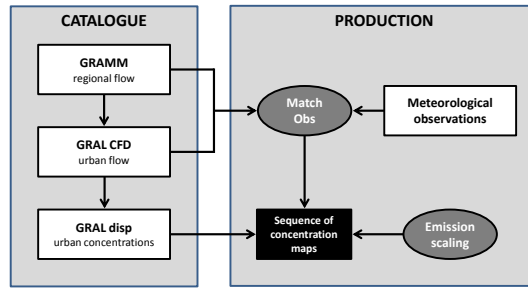 CATALOGUE
PRODUCTION
GRAMM
regional flow
Match
Obs
Meteorological
observations
GRAL CFD
urban flow
GRAL disp
urban concentrations
Sequence of
concentration
maps
Emission
scaling